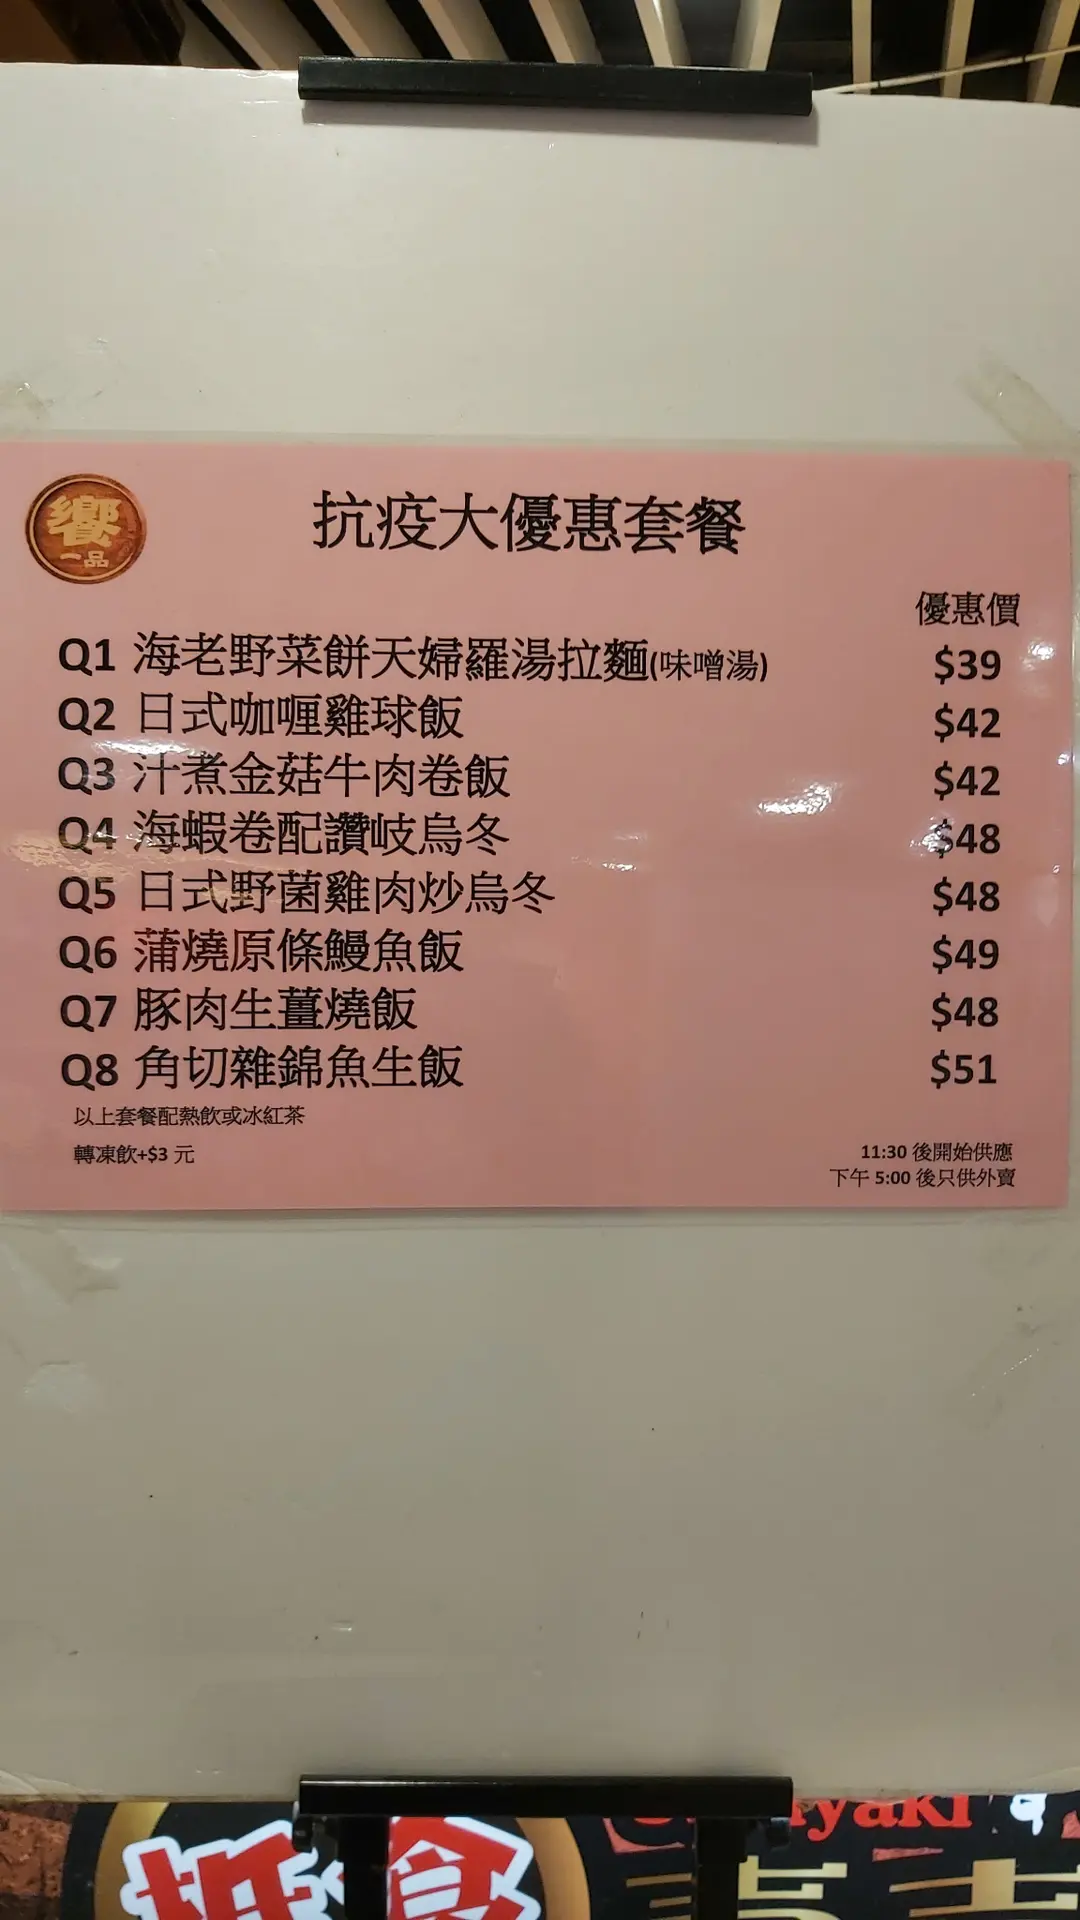 饗
一品
抗疫大優惠套餐
優惠價
Q1 海老野菜餅天婦羅湯拉麵(味噌湯) $39
Q2 日式咖喱雞球飯 $42
Q3 汁煮金菇牛肉卷飯 $42
Q4 海蝦卷配讚岐烏冬 $48
Q5 日式野菌雞肉炒烏冬 $48
Q6 蒲燒原條鰻魚飯 $49
Q7 豚肉生薑燒飯 $48
Q8 角切雜錦魚生飯 $51
以上套餐配熱飲或冰紅茶
轉凍飲+$3 元
11:30 後開始供應
下午 5:00 後只供外賣